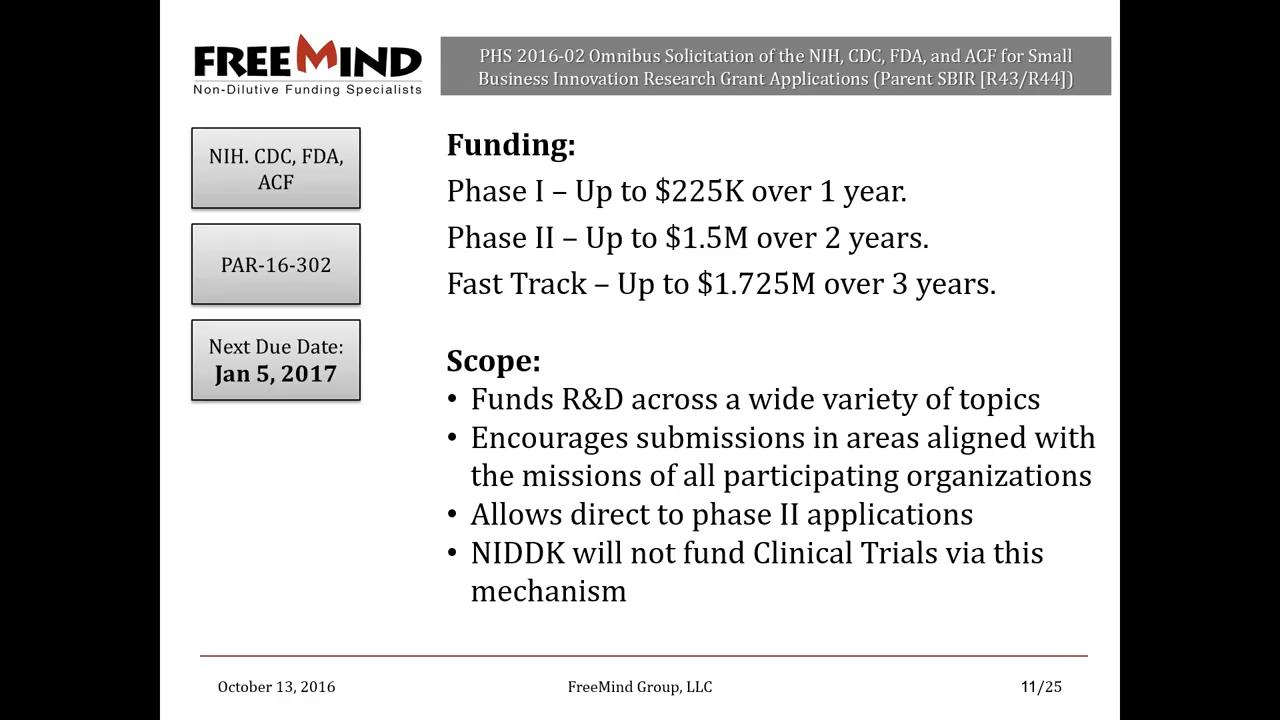 FREEMIND
Non-Dilutive Funding Specialists
PHS 2016-02 Omnibus Solicitation of the NIH, CDC, FDA, and ACF for Small
Business Innovation Research Grant Applications (Parent SBIR [R43/R44])
NIH. CDC, FDA,
ACF
PAR-16-302
Next Due Date:
Jan 5, 2017
Funding:
Phase I – Up to $225K over 1 year.
Phase II – Up to $1.5M over 2 years.
Fast Track – Up to $1.725M over 3 years.
Scope:
• Funds R&D across a wide variety of topics
• Encourages submissions in areas aligned with
the missions of all participating organizations
• Allows direct to phase II applications
• NIDDK will not fund Clinical Trials via this
mechanism
October 13, 2016
FreeMind Group, LLC
11/25